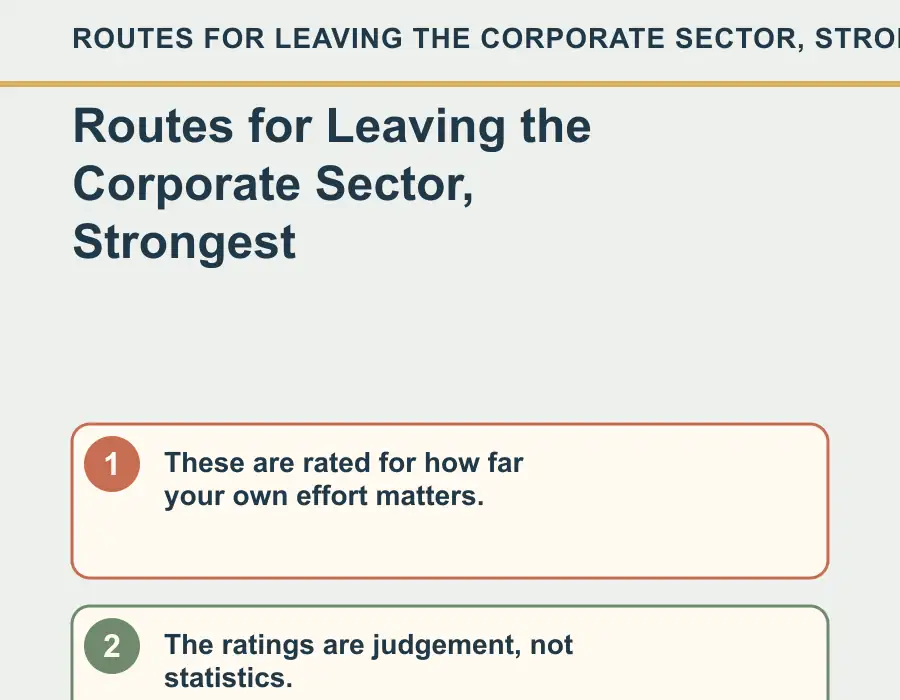 ROUTES FOR LEAVING THE CORPORATE SECTOR,
Routes for Leaving the
Corporate Sector,
Strongest
1
These are rated for how far
your own effort matters.
2
The ratings are judgement, not
statistics.